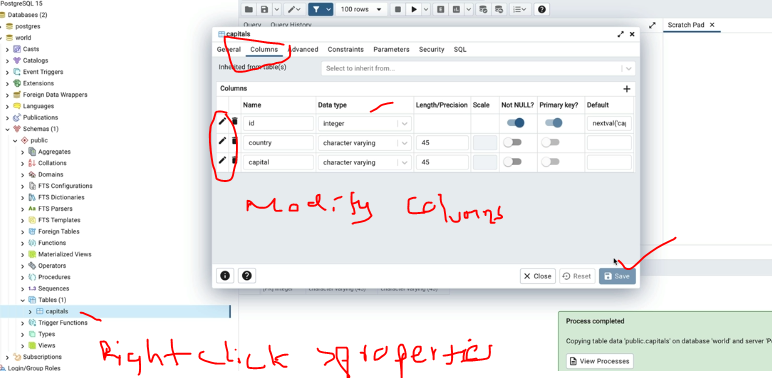 PostgreSQL 15
Databases (2)
postgres
world
Casts
Catalogs
Event Triggers
Extensions
Foreign Data Wrappers
Languages
Publications
Schemas (1)
public
Aggregates
Collations
Domains
FTS Configurations
FTS Dictionaries
Aa FTS Parsers
FTS Templates
Foreign Tables
Functions
Materialized Views
Operators
Procedures
1..3 Sequences
Tables (1)
capitals
Trigger Functions
Types
Views
Subscriptions
Login/Group Roles
100 rows
Query Query History
Scratch Pad
capitals
General Columns Advanced Constraints Parameters Security SQL
Inherited from table(s) Select to inherit from...
Columns
Name Data type Length/Precision Scale Not NULL? Primary key? Default
id integer nextval('ca
country character varying 45
capital character varying 45
Modify Columns
Close Reset Save
Process completed
Copying table data 'public.capitals' on database 'world' and server 'P
View Processes
Right click >properties